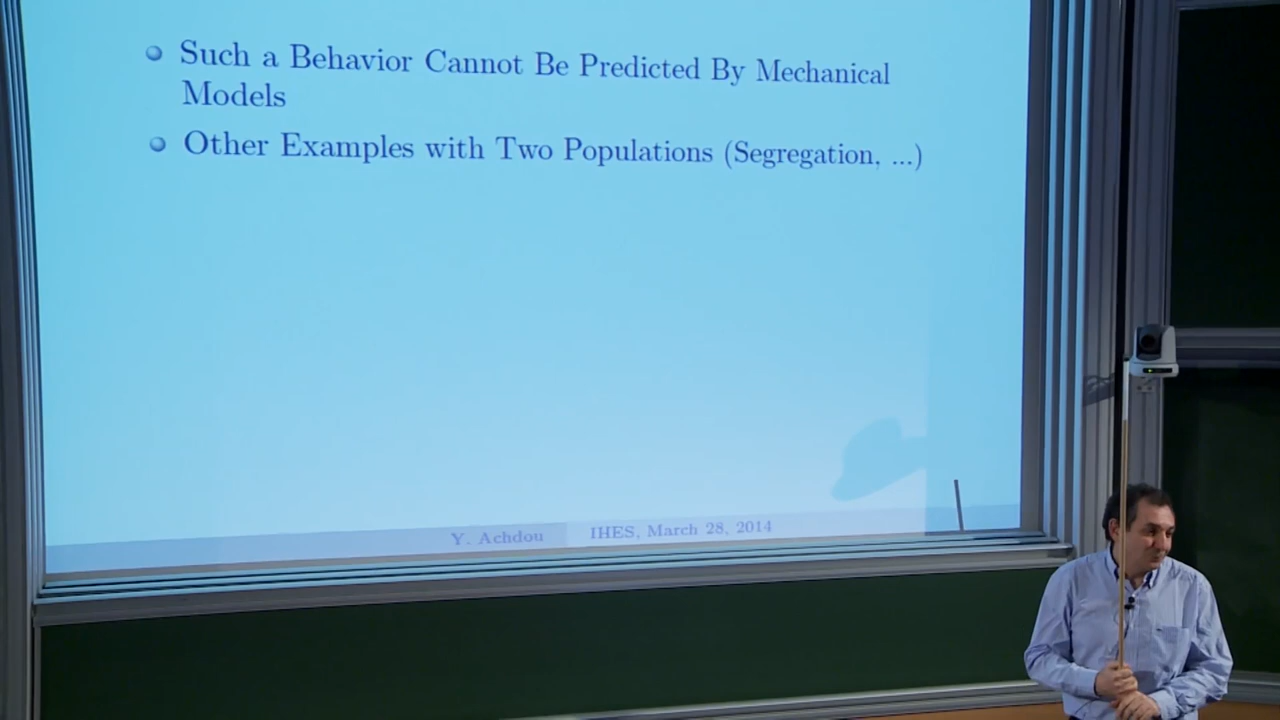 Such a Behavior Cannot Be Predicted By Mechanical
Models
Other Examples with Two Populations (Segregation, ...)
Y. Achdou IHES, March 28, 2014